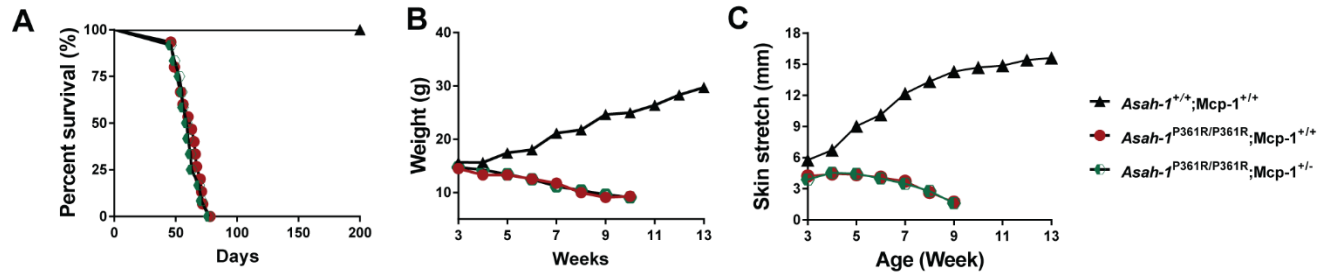 A
Percent survival (%)
100
75
50
25
0
0 50 100 150 200
Days
B
Weight (g)
40
30
20
10
3 5 7 9 11 13
Weeks
C
Skin stretch (mm)
18
15
12
9
6
3
0
3 5 7 9 11 13
Age (Week)
Asah-1+/+;Mcp-1+/+
Asah-1P361R/P361R;Mcp-1+/+
Asah-1P361R/P361R;Mcp-1+/-